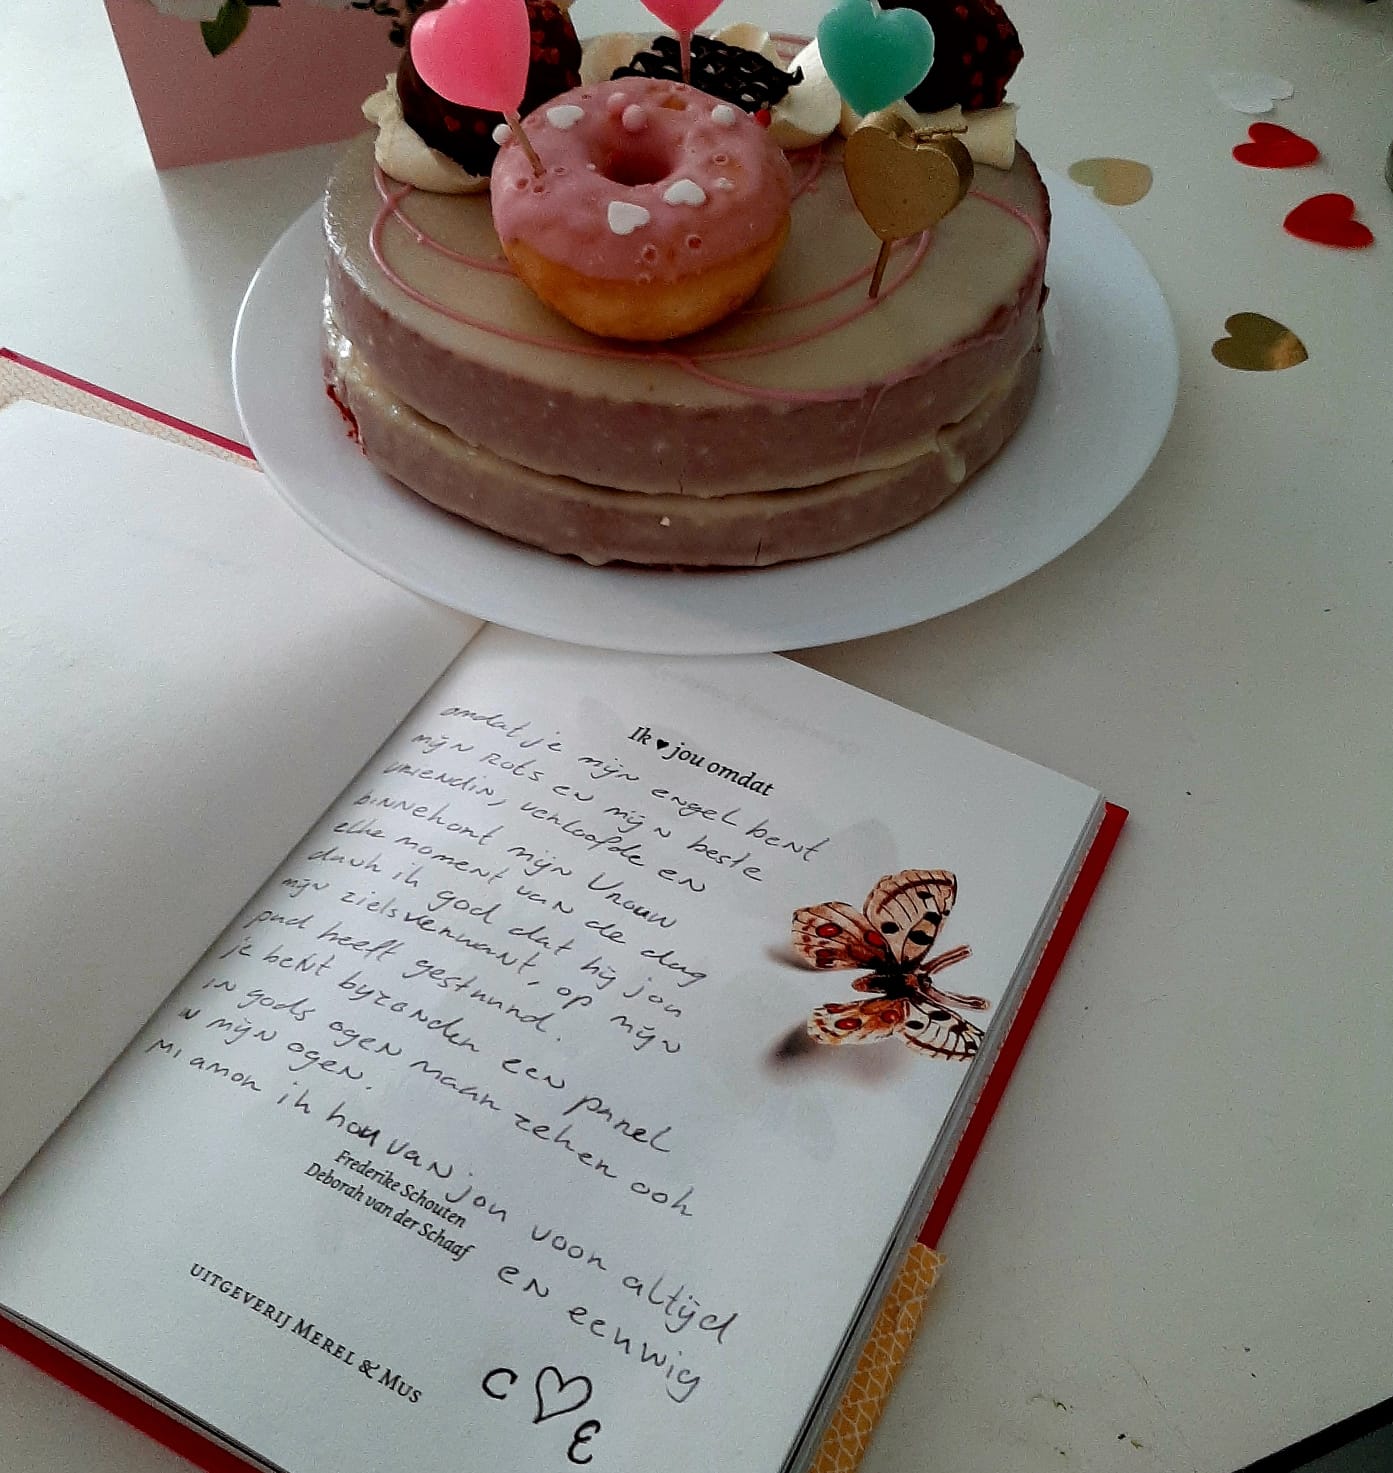 Ik ♥ jou omdat
omdat je mijn engel bent
mijn rots en mijn beste
vriendin, verloofde en
binnehort mijn vrouw
elke moment van de dag
dank ik god dat hij jou
mijn zielsverwant, op mijn
pad heeft gestuurd.
je bent byzonder een parel
in gods ogen maar zeker ook
in mijn ogen.
Mi amor ik hou van jou voor altijd
en eeuwig
Frederike Schouten
Deborah van der Schaaf
UITGEVERIJ MEREL & MUS
C ♡ E